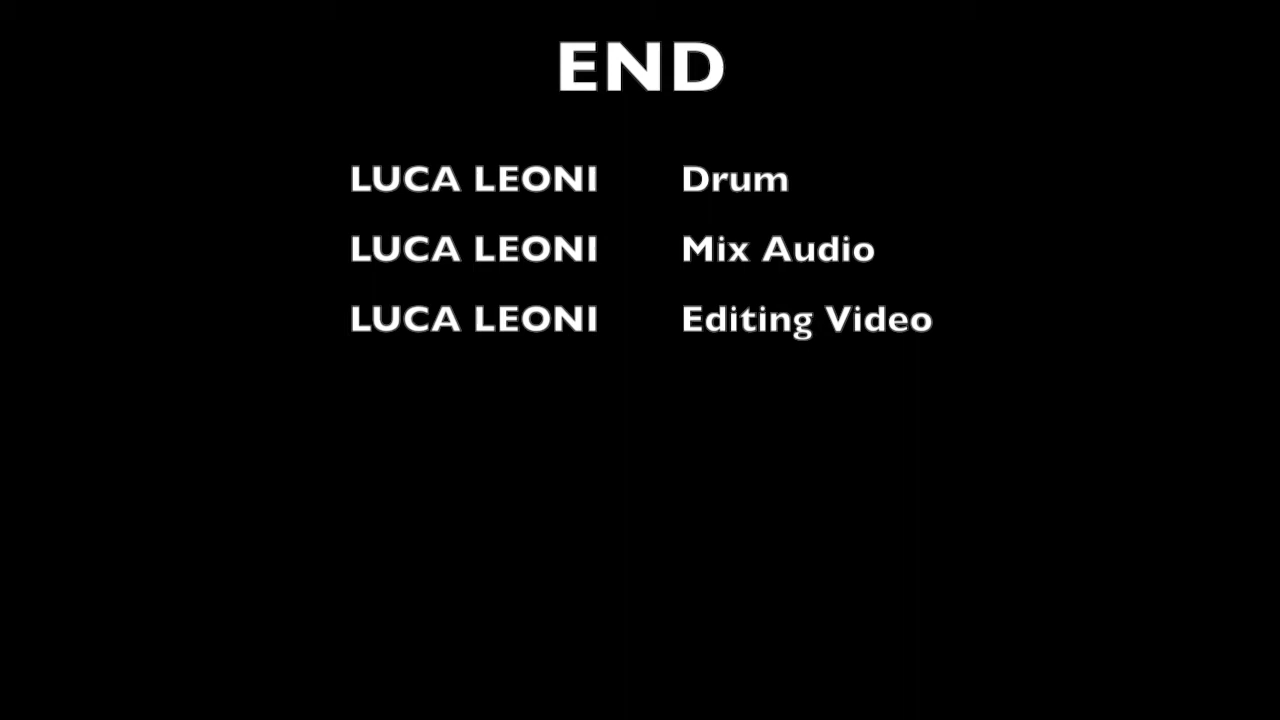 END
LUCA LEONI Drum
LUCA LEONI Mix Audio
LUCA LEONI Editing Video